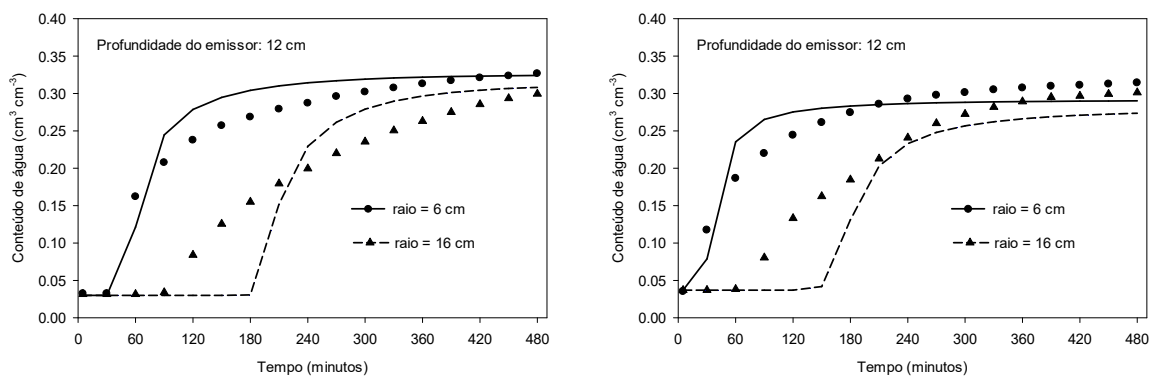 0.40
0.35
0.30
0.25
0.20
0.15
0.10
0.05
0.00
Conteúdo de água (cm³ cm⁻³)
Profundidade do emissor: 12 cm
raio = 6 cm
raio = 16 cm
0 60 120 180 240 300 360 420 480
Tempo (minutos)
0.40
0.35
0.30
0.25
0.20
0.15
0.10
0.05
0.00
Conteúdo de água (cm³ cm⁻³)
Profundidade do emissor: 12 cm
raio = 6 cm
raio = 16 cm
0 60 120 180 240 300 360 420 480
Tempo (minutos)